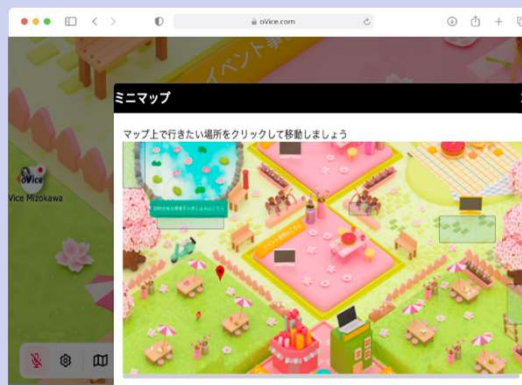 oVice.com
イベント
ミニマップ
マップ上で行きたい場所をクリックして移動しましょう
oVice
Vice Mizokawa